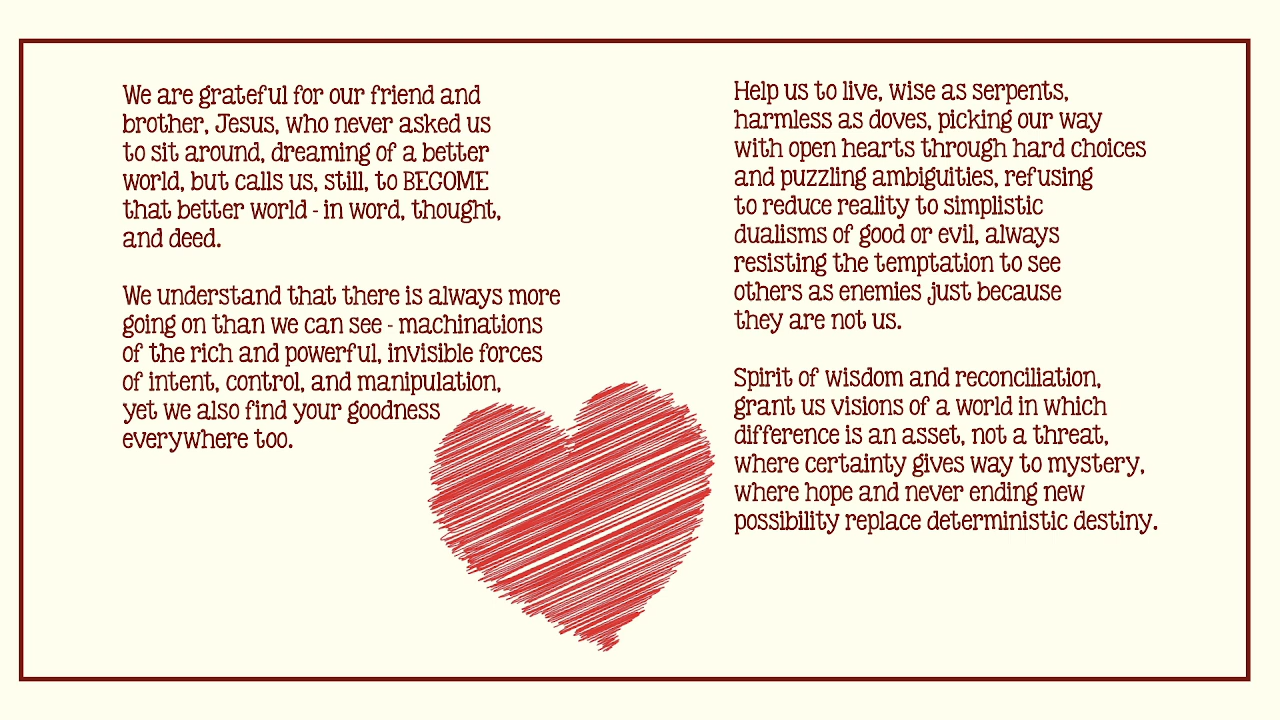 We are grateful for our friend and
brother, Jesus, who never asked us
to sit around, dreaming of a better
world, but calls us, still, to BECOME
that better world - in word, thought,
and deed.
We understand that there is always more
going on than we can see - machinations
of the rich and powerful, invisible forces
of intent, control, and manipulation,
yet we also find your goodness
everywhere too.
Help us to live, wise as serpents,
harmless as doves, picking our way
with open hearts through hard choices
and puzzling ambiguities, refusing
to reduce reality to simplistic
dualisms of good or evil, always
resisting the temptation to see
others as enemies just because
they are not us.
Spirit of wisdom and reconciliation,
grant us visions of a world in which
difference is an asset, not a threat,
where certainty gives way to mystery,
where hope and never ending new
possibility replace deterministic destiny.